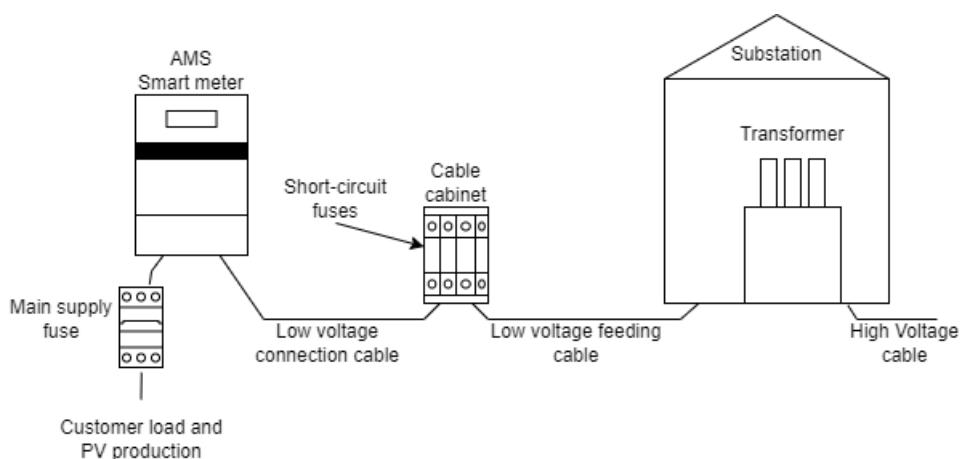 Substation
AMS
Smart meter
Transformer
Cable
cabinet
Short-circuit
fuses
Main supply
fuse
Low voltage
connection cable
Low voltage feeding
cable
High Voltage
cable
Customer load and
PV production